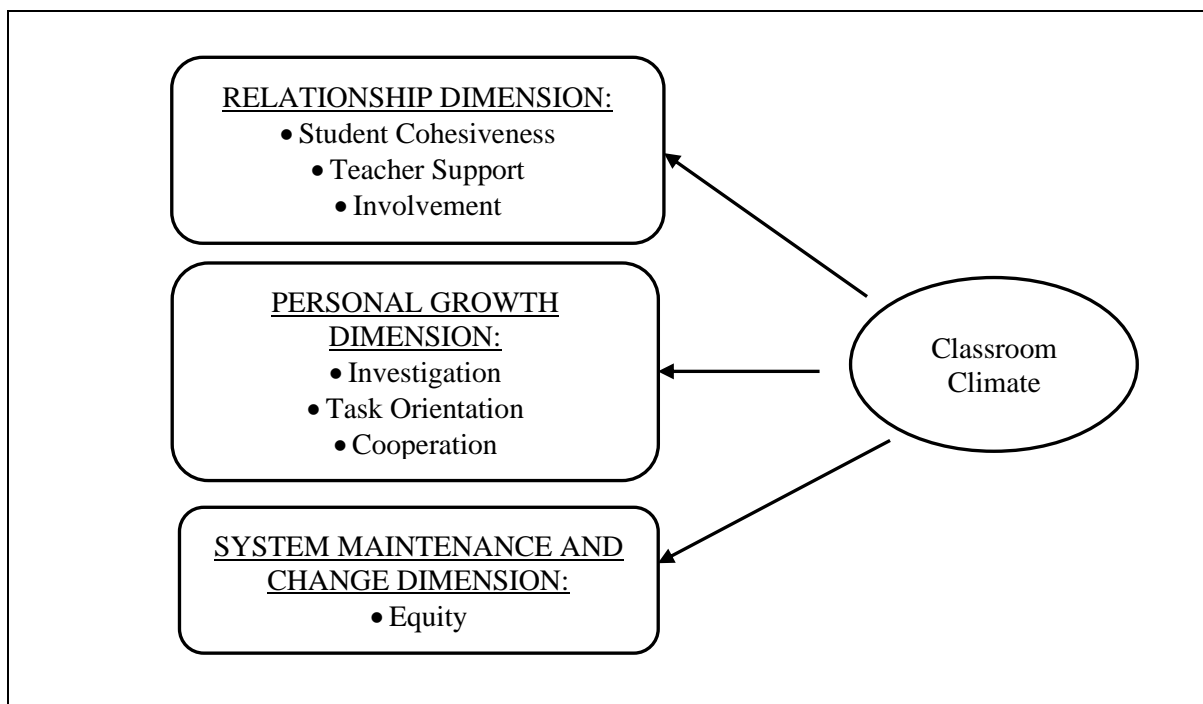 RELATIONSHIP DIMENSION:
• Student Cohesiveness
• Teacher Support
• Involvement
PERSONAL GROWTH
DIMENSION:
• Investigation
• Task Orientation
• Cooperation
SYSTEM MAINTENANCE AND
CHANGE DIMENSION:
• Equity
Classroom
Climate